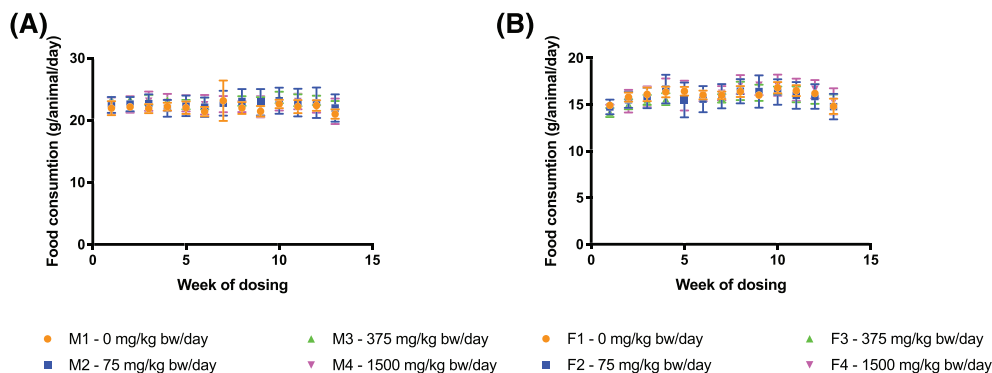 (A)
Food consumtion (g/animal/day)
30
20
10
0
0 5 10 15
Week of dosing
(B)
Food consumtion (g/animal/day)
20
15
10
5
0
0 5 10 15
Week of dosing
M1 - 0 mg/kg bw/day
M2 - 75 mg/kg bw/day
M3 - 375 mg/kg bw/day
M4 - 1500 mg/kg bw/day
F1 - 0 mg/kg bw/day
F2 - 75 mg/kg bw/day
F3 - 375 mg/kg bw/day
F4 - 1500 mg/kg bw/day